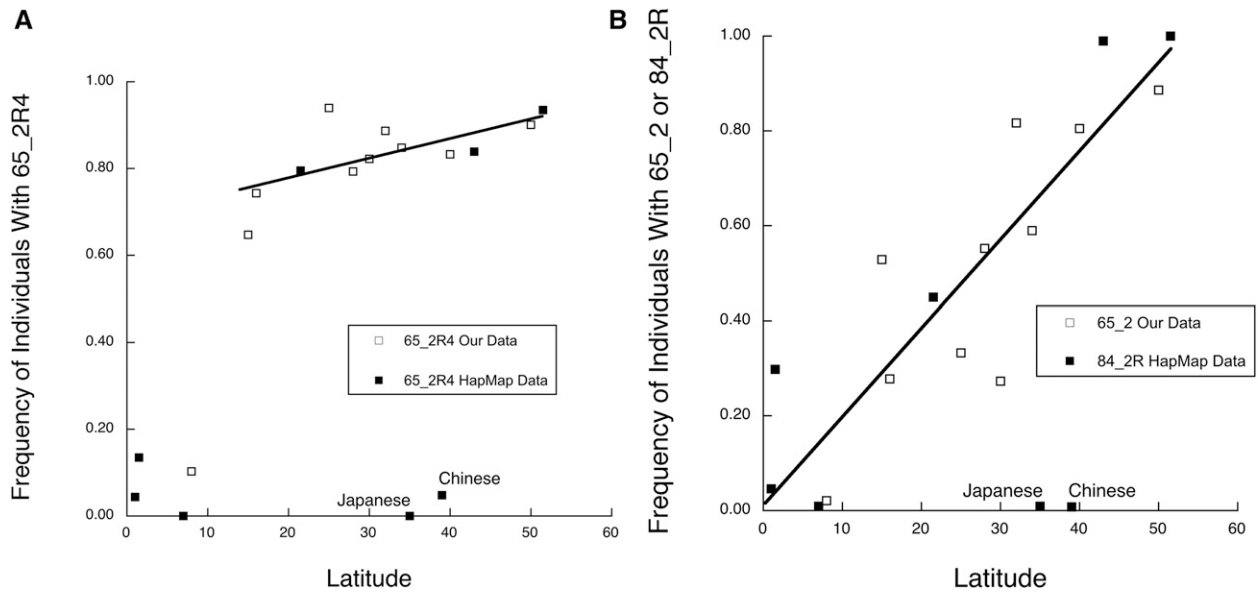 A
Frequency of Individuals With 65_2R4
1.00
0.80
0.60
0.40
0.20
0.00
65_2R4 Our Data
65_2R4 HapMap Data
Japanese
Chinese
0 10 20 30 40 50 60
Latitude
B
Frequency of Individuals With 65_2 or 84_2R
1.00
0.80
0.60
0.40
0.20
0.00
65_2 Our Data
84_2R HapMap Data
Japanese
Chinese
0 10 20 30 40 50 60
Latitude